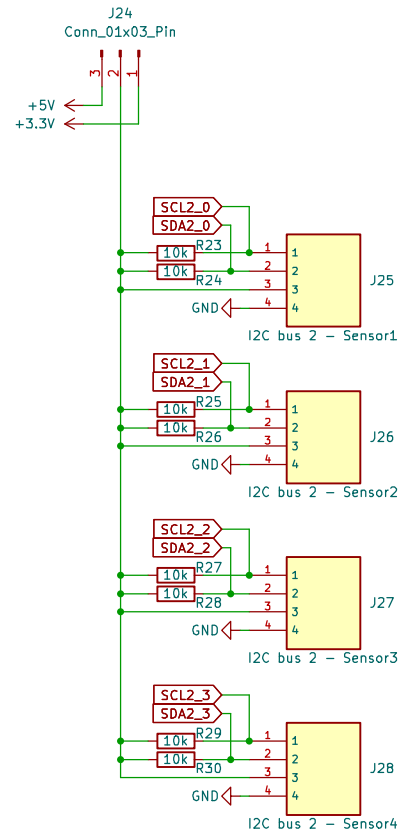 J24
Conn_01x03_Pin
3 2 1
+5V
+3.3V
SCL2_0
SDA2_0
10k R23 1 1
10k 2 2
R24 3 3
J25
GND 4 4
I2C bus 2 - Sensor1
SCL2_1
SDA2_1
10k R25 1 1
10k 2 2
R26 3 3
J26
GND 4 4
I2C bus 2 - Sensor2
SCL2_2
SDA2_2
10k R27 1 1
10k 2 2
R28 3 3
J27
GND 4 4
I2C bus 2 - Sensor3
SCL2_3
SDA2_3
10k R29 1 1
10k 2 2
R30 3 3
J28
GND 4 4
I2C bus 2 - Sensor4